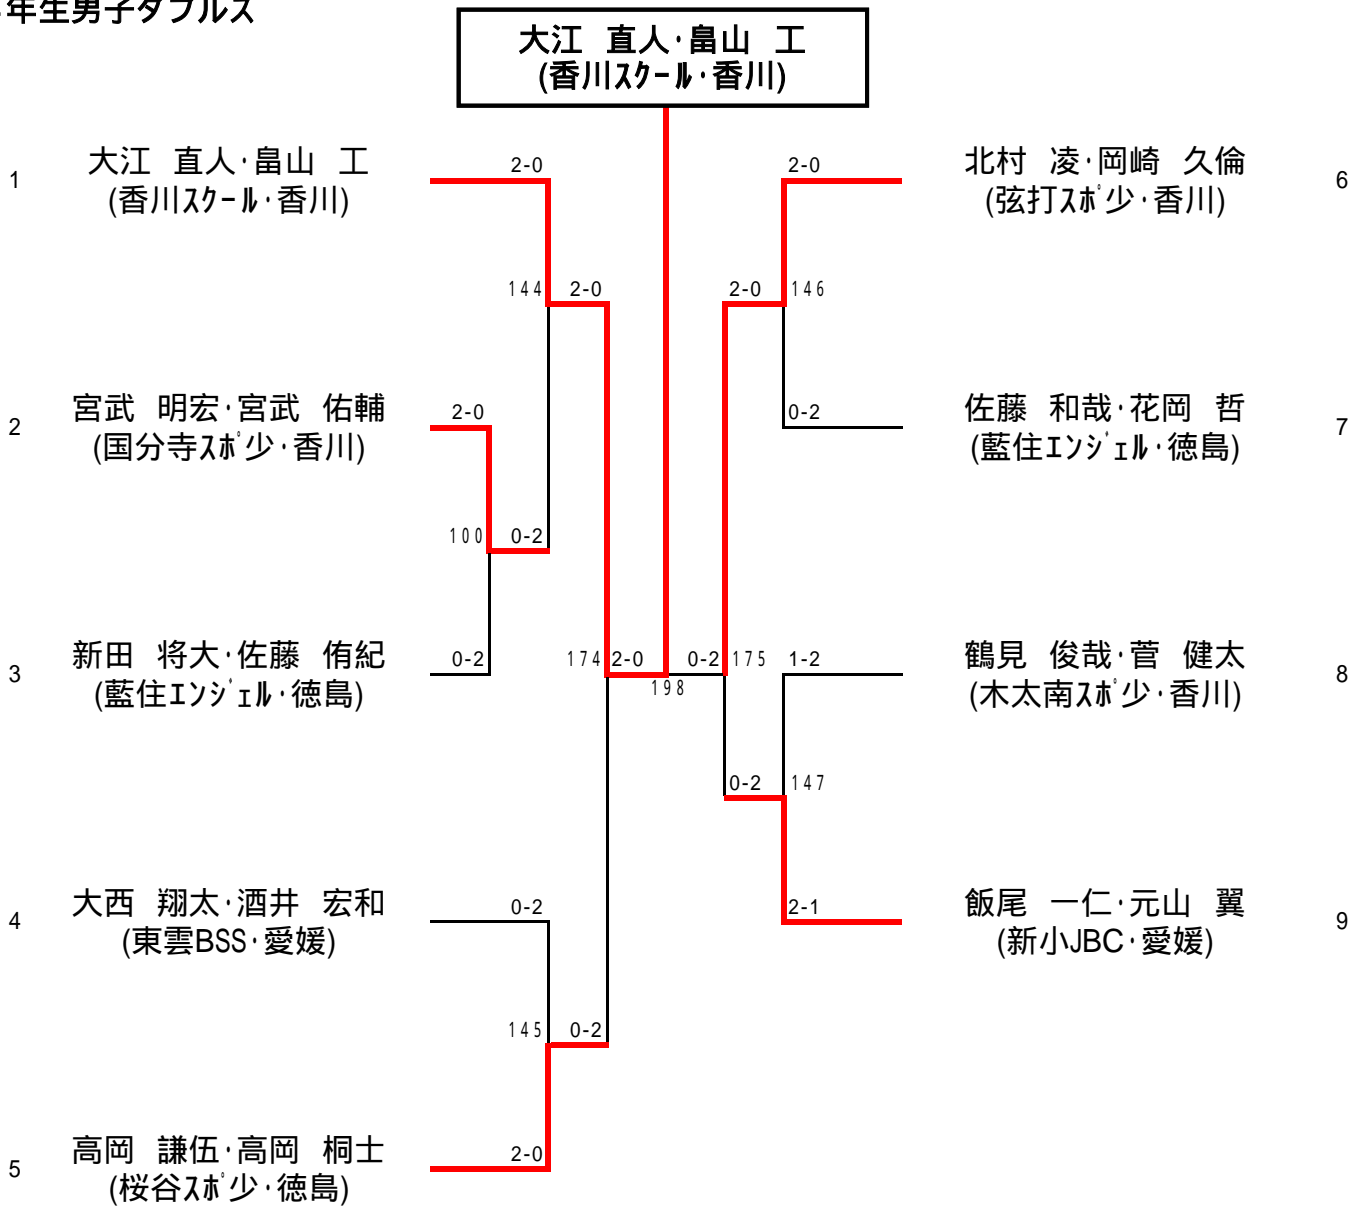 年生男子ダブルス
大江 直人・畠山 工
(香川ｽｸｰﾙ・香川)
1
大江 直人・畠山 工
(香川ｽｸｰﾙ・香川)
2-0
2-0
北村 凌・岡崎 久倫
(弦打ｽﾎﾟ少・香川)
6
144
2-0
2-0
146
2
宮武 明宏・宮武 佑輔
(国分寺ｽﾎﾟ少・香川)
2-0
0-2
佐藤 和哉・花岡 哲
(藍住ｴﾝｼﾞｪﾙ・徳島)
7
100
0-2
3
新田 将大・佐藤 侑紀
(藍住ｴﾝｼﾞｪﾙ・徳島)
0-2
174
2-0
198
0-2
175
1-2
鶴見 俊哉・菅 健太
(木太南ｽﾎﾟ少・香川)
8
0-2
147
4
大西 翔太・酒井 宏和
(東雲BSS・愛媛)
0-2
2-1
飯尾 一仁・元山 翼
(新小JBC・愛媛)
9
145
0-2
5
高岡 謙伍・高岡 桐士
(桜谷ｽﾎﾟ少・徳島)
2-0